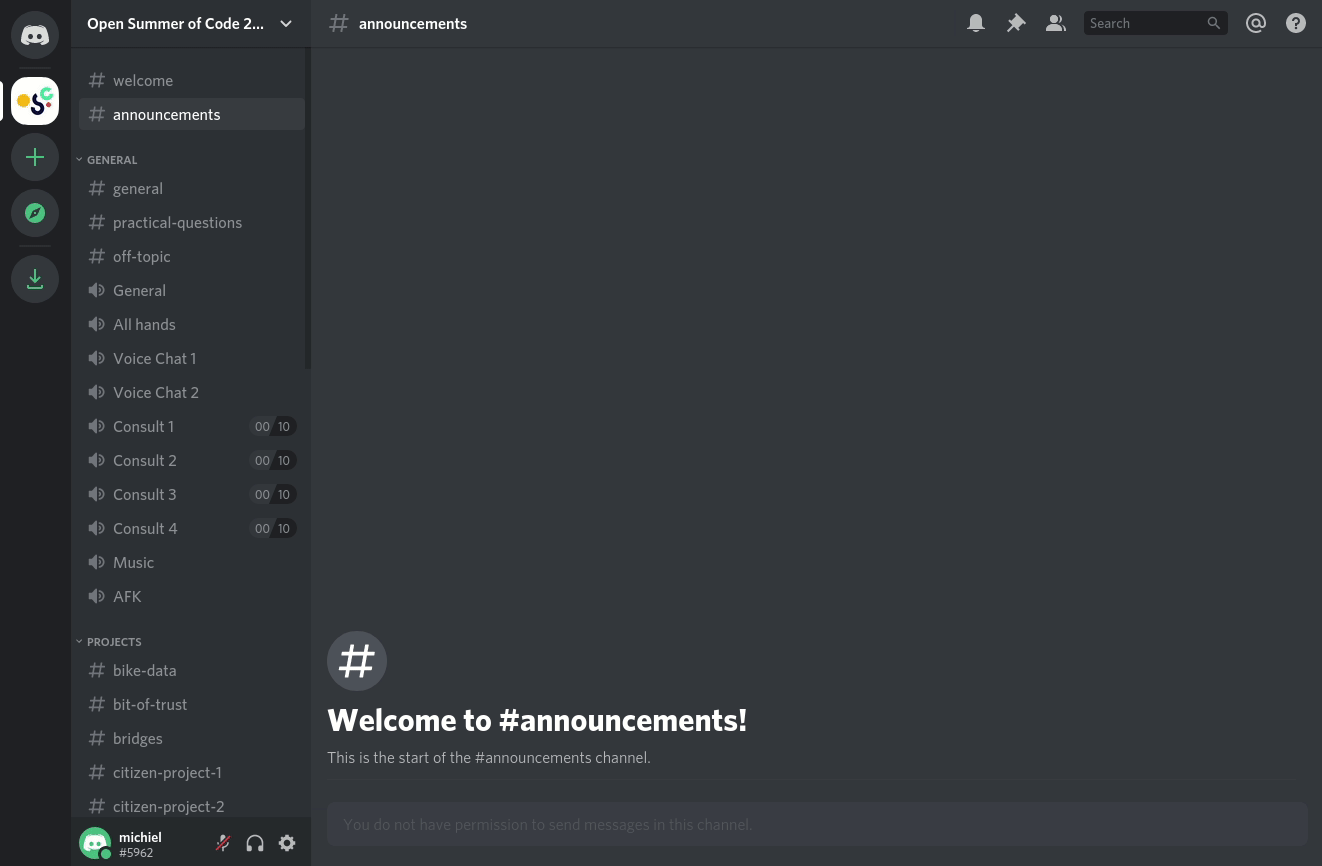 Open Summer of Code 2...
announcements
Search
welcome
announcements
GENERAL
general
practical-questions
off-topic
General
All hands
Voice Chat 1
Voice Chat 2
Consult 1 00 10
Consult 2 00 10
Consult 3 00 10
Consult 4 00 10
Music
AFK
PROJECTS
bike-data
bit-of-trust
bridges
citizen-project-1
citizen-project-2
michiel
#5962
Welcome to #announcements!
This is the start of the #announcements channel.
You do not have permission to send messages in this channel.